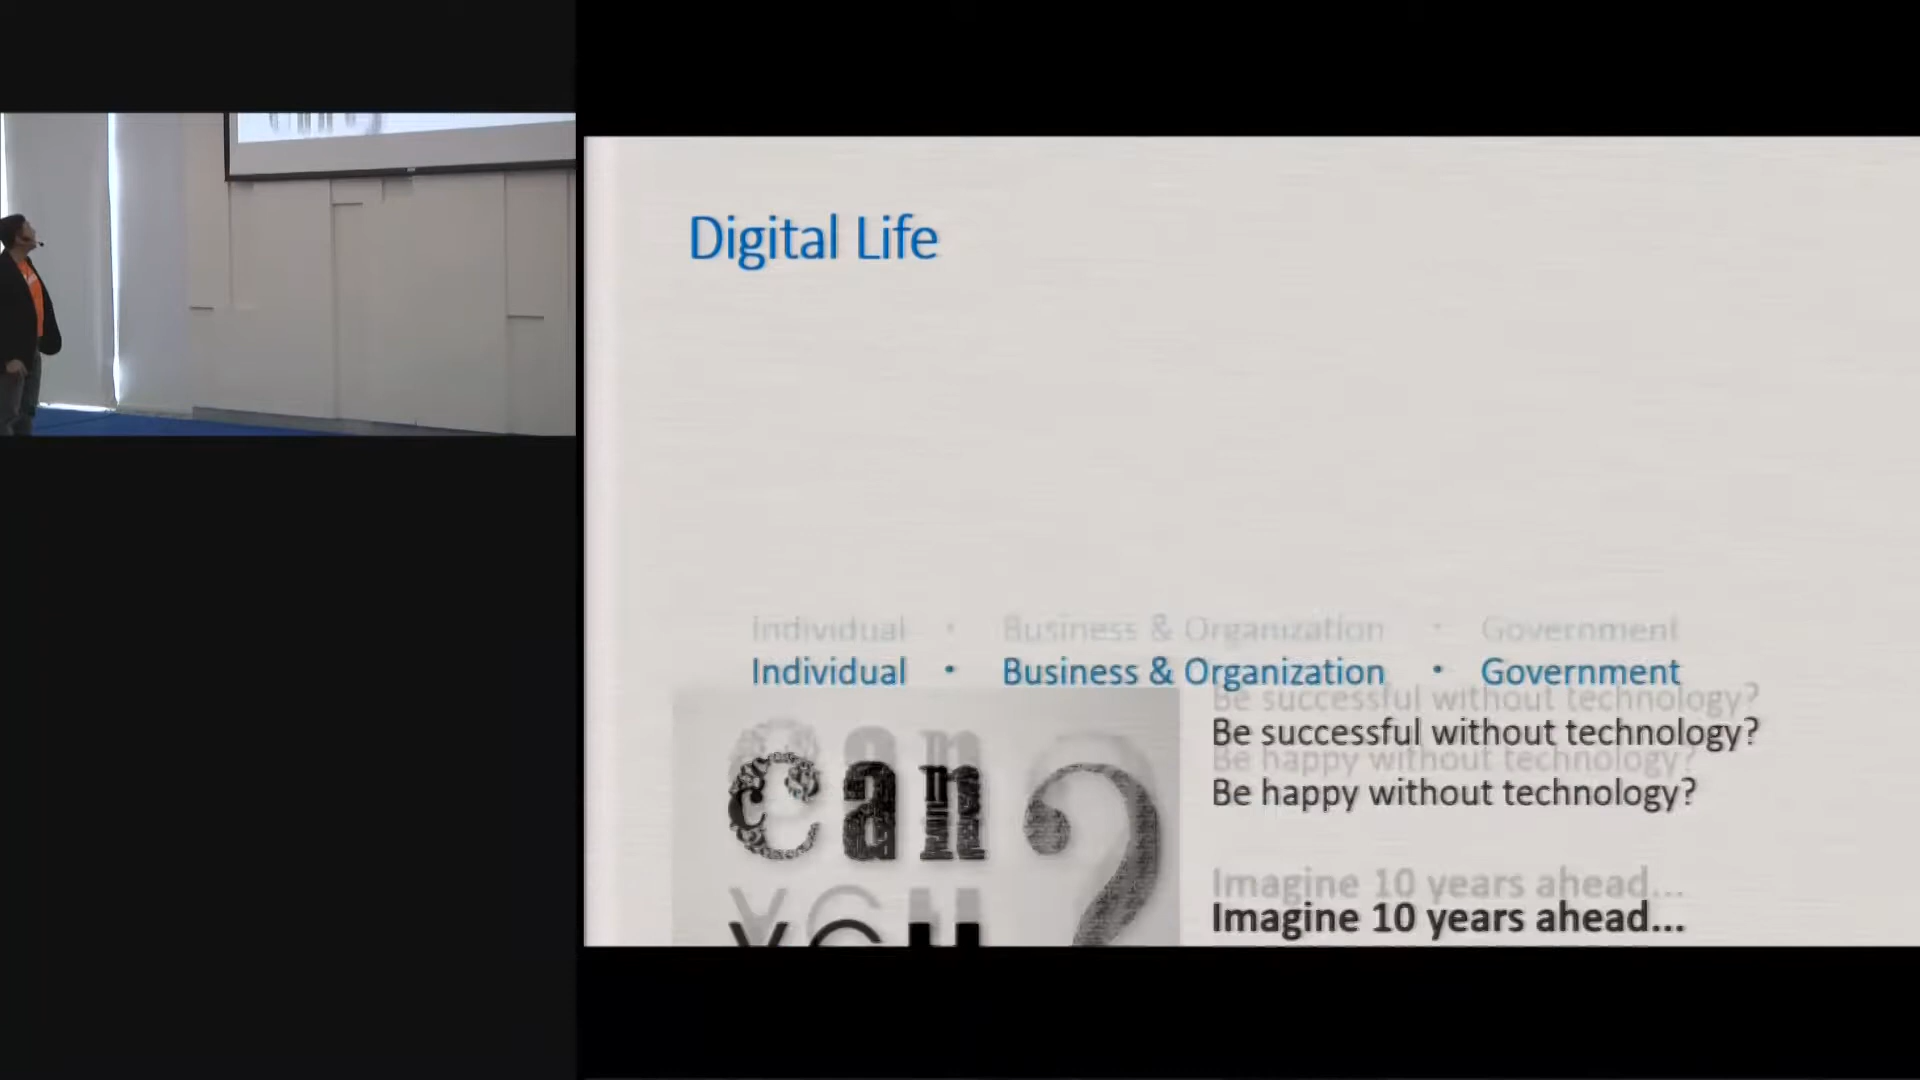 Digital Life
Individual • Business & Organization • Government
Be successful without technology?
Be happy without technology?
Imagine 10 years ahead...
can ?
you